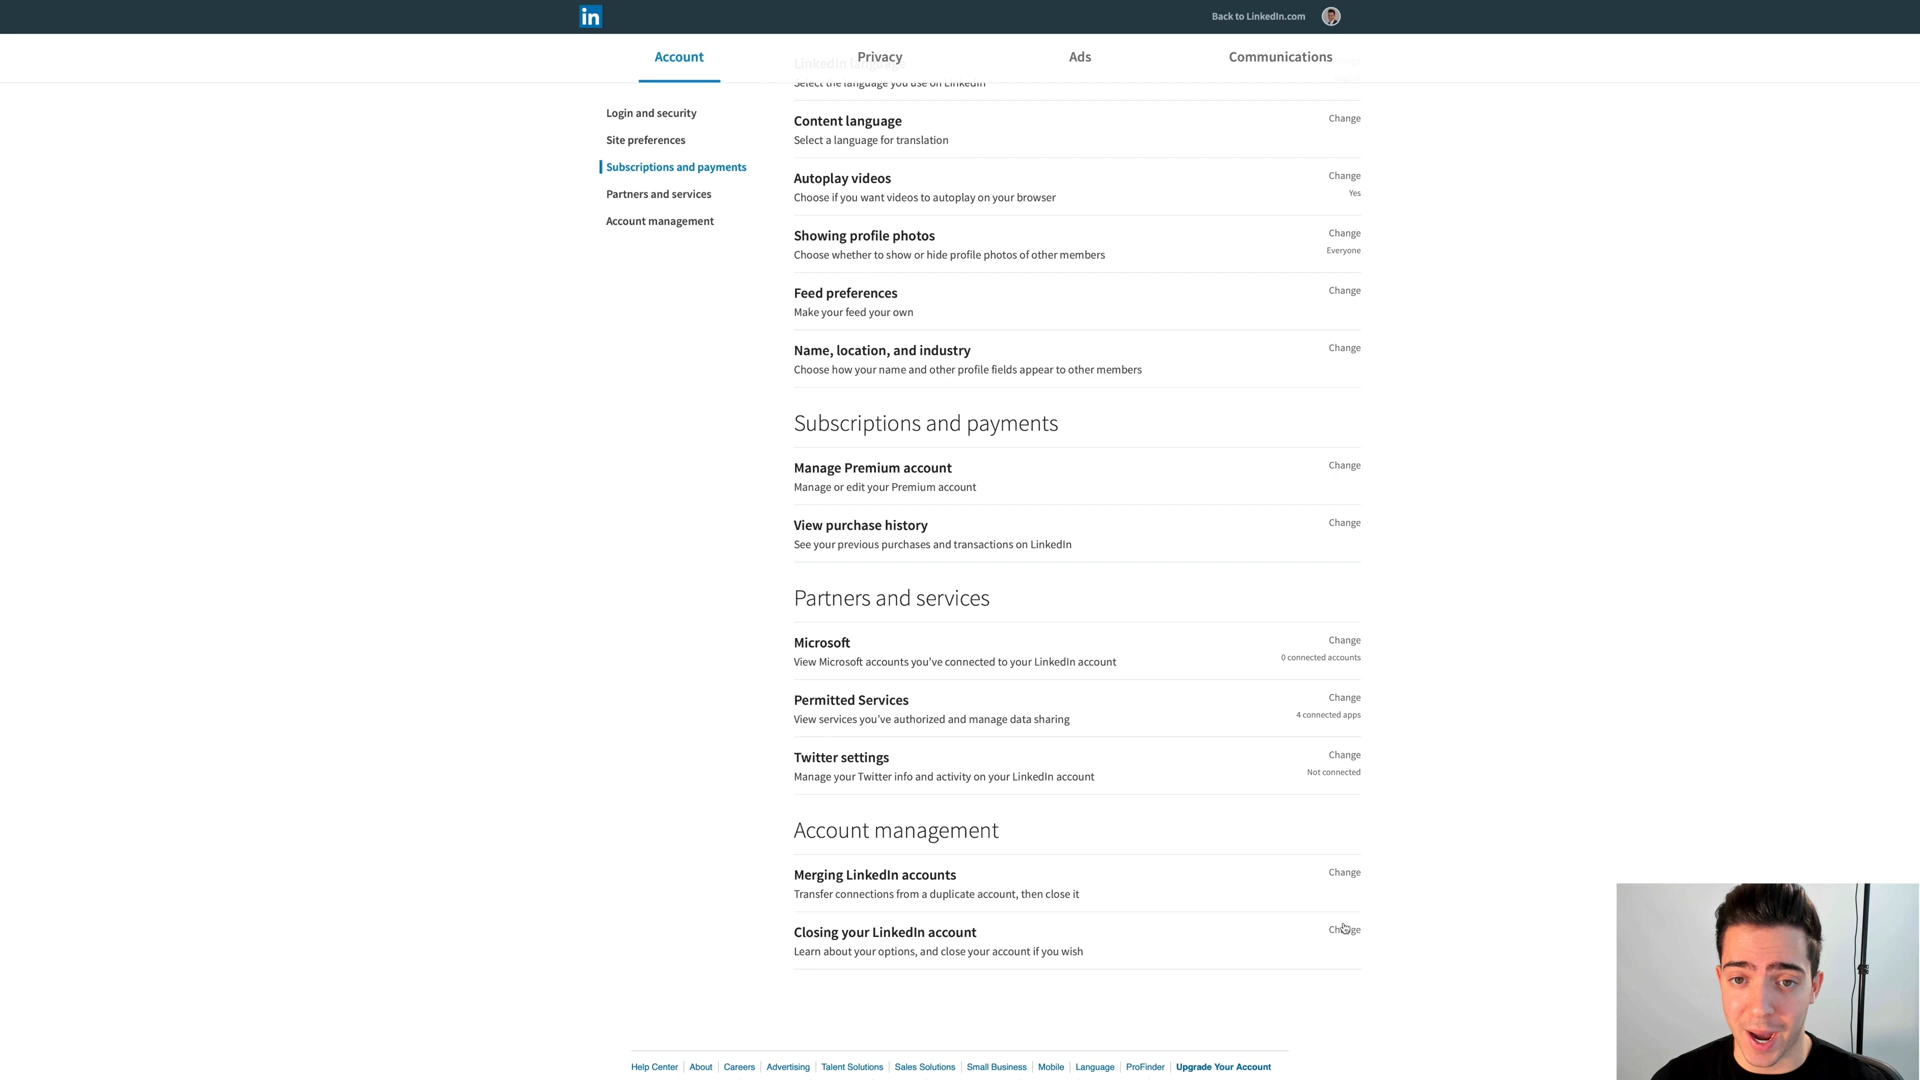 in
Back to LinkedIn.com
Account
Privacy
Ads
Communications
LinkedIn language
Select the language you use on LinkedIn
Login and security
Site preferences
Subscriptions and payments
Partners and services
Account management
Content language
Change
Select a language for translation
Autoplay videos
Change
Choose if you want videos to autoplay on your browser
Yes
Showing profile photos
Change
Choose whether to show or hide profile photos of other members
Everyone
Feed preferences
Change
Make your feed your own
Name, location, and industry
Change
Choose how your name and other profile fields appear to other members
Subscriptions and payments
Manage Premium account
Change
Manage or edit your Premium account
View purchase history
Change
See your previous purchases and transactions on LinkedIn
Partners and services
Microsoft
Change
View Microsoft accounts you've connected to your LinkedIn account
0 connected accounts
Permitted Services
Change
View services you've authorized and manage data sharing
4 connected apps
Twitter settings
Change
Manage your Twitter info and activity on your LinkedIn account
Not connected
Account management
Merging LinkedIn accounts
Change
Transfer connections from a duplicate account, then close it
Closing your LinkedIn account
Change
Learn about your options, and close your account if you wish
Help Center
About
Careers
Advertising
Talent Solutions
Sales Solutions
Small Business
Mobile
Language
ProFinder
Upgrade Your Account